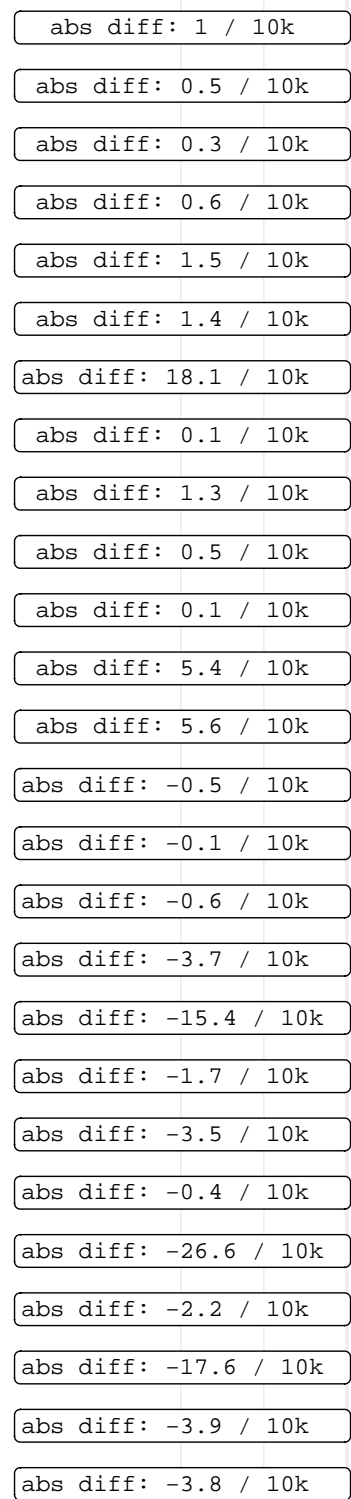 abs diff: 1 / 10k
abs diff: 0.5 / 10k
abs diff: 0.3 / 10k
abs diff: 0.6 / 10k
abs diff: 1.5 / 10k
abs diff: 1.4 / 10k
abs diff: 18.1 / 10k
abs diff: 0.1 / 10k
abs diff: 1.3 / 10k
abs diff: 0.5 / 10k
abs diff: 0.1 / 10k
abs diff: 5.4 / 10k
abs diff: 5.6 / 10k
abs diff: −0.5 / 10k
abs diff: −0.1 / 10k
abs diff: −0.6 / 10k
abs diff: −3.7 / 10k
abs diff: −15.4 / 10k
abs diff: −1.7 / 10k
abs diff: −3.5 / 10k
abs diff: −0.4 / 10k
abs diff: −26.6 / 10k
abs diff: −2.2 / 10k
abs diff: −17.6 / 10k
abs diff: −3.9 / 10k
abs diff: −3.8 / 10k